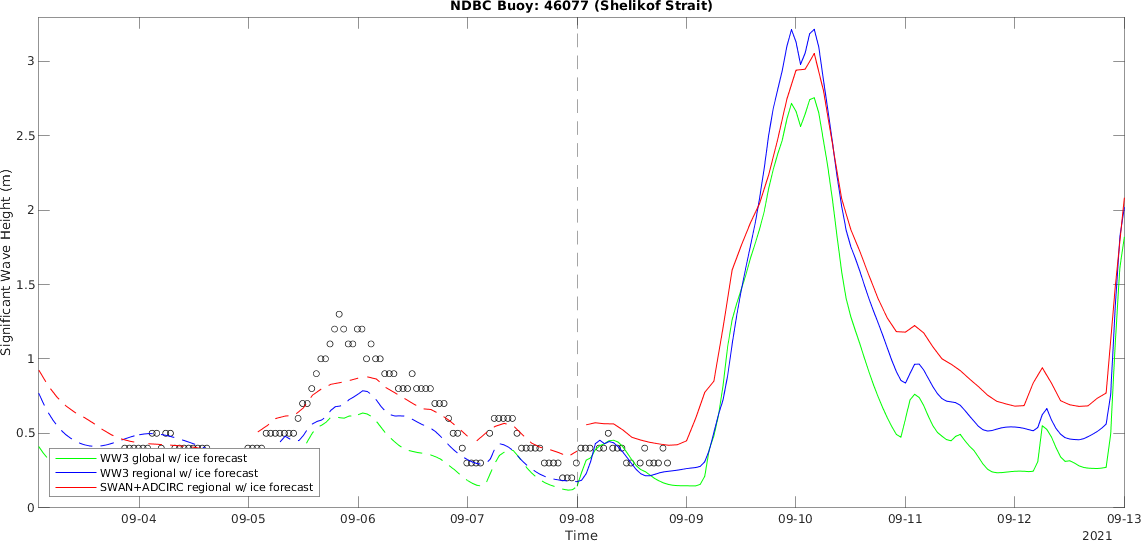 NDBC Buoy: 46077 (Shelikof Strait)
Significant Wave Height (m)
3
2.5
2
1.5
1
0.5
0
WW3 global w/ ice forecast
WW3 regional w/ ice forecast
SWAN+ADCIRC regional w/ ice forecast
09-04 09-05 09-06 09-07 09-08 09-09 09-10 09-11 09-12 09-13
Time
2021